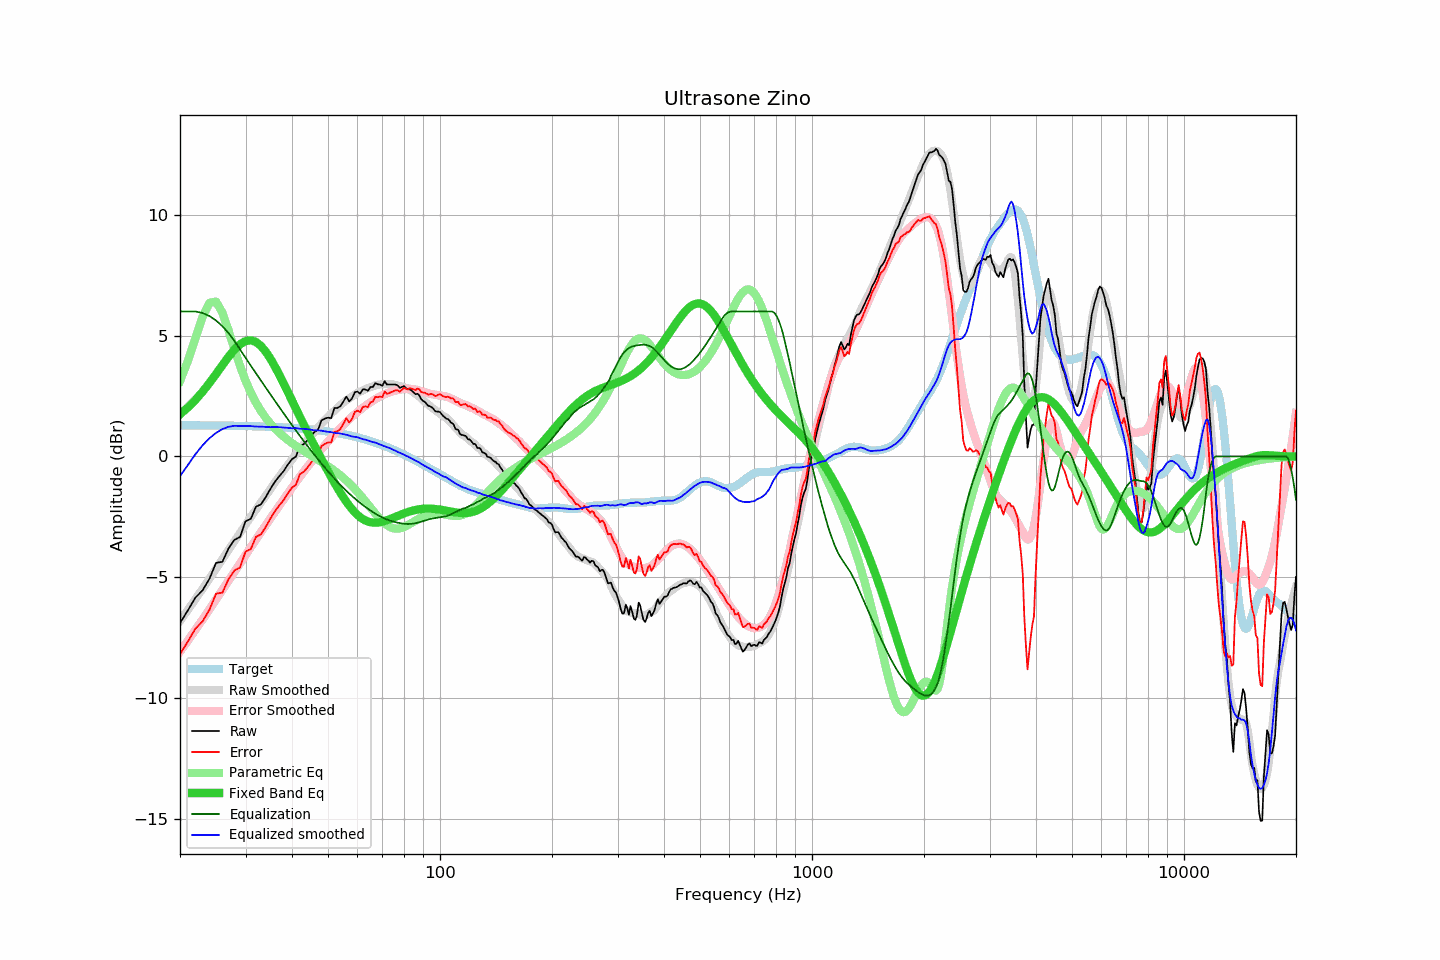 Ultrasone Zino
Amplitude (dBr)
10
5
0
−5
−10
−15
Target
Raw Smoothed
Error Smoothed
Raw
Error
Parametric Eq
Fixed Band Eq
Equalization
Equalized smoothed
100
1000
10000
Frequency (Hz)